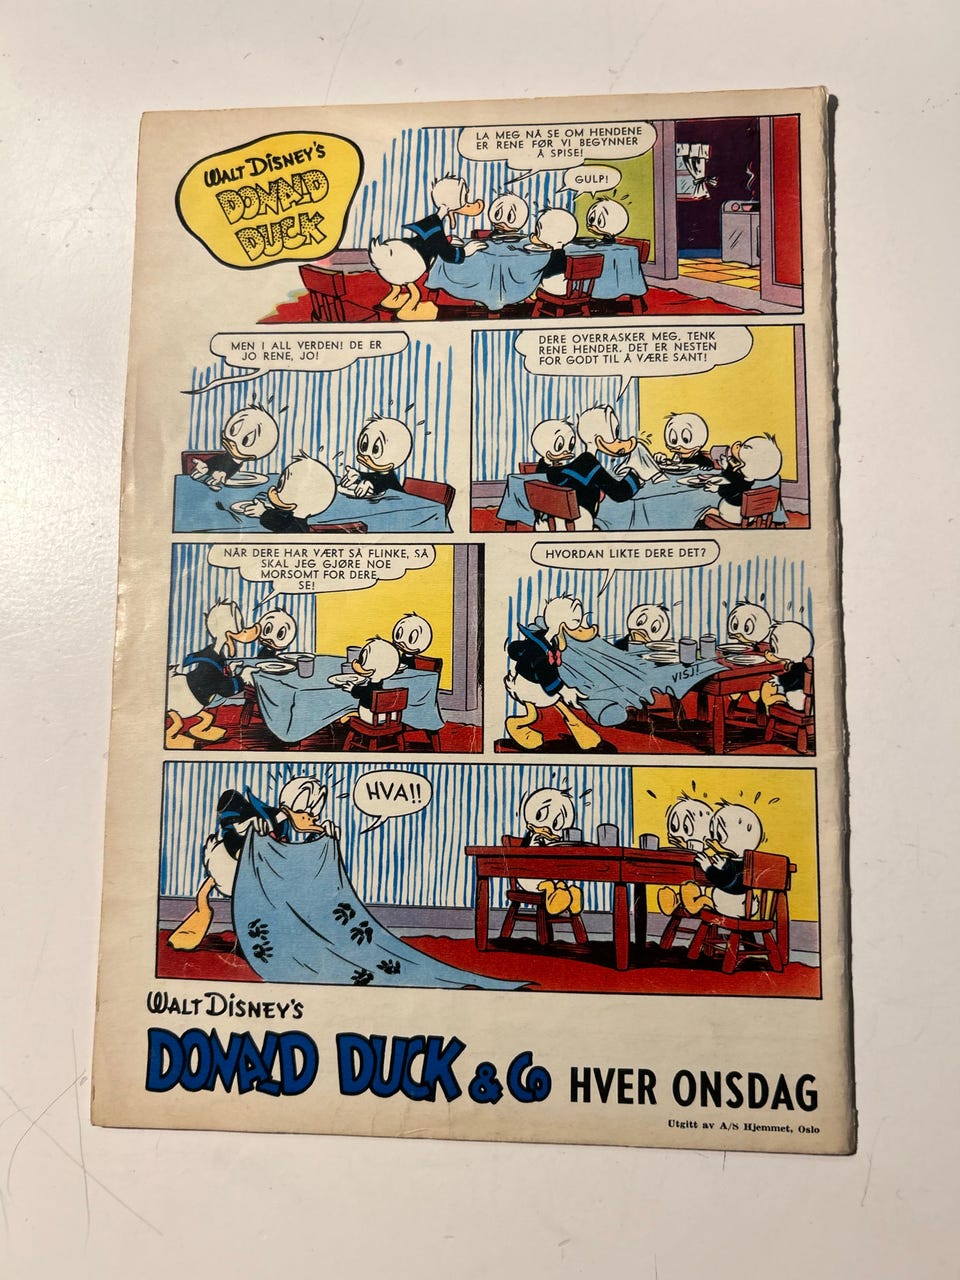 WALT DISNEY'S
DONALD
DUCK
LA MEG NÅ SE OM HENDENE
ER RENE FØR VI BEGYNNER
Å SPISE!
GULP!
MEN I ALL VERDEN! DE ER
JO RENE, JO!
DERE OVERRASKER MEG. TENK
RENE HENDER. DET ER NESTEN
FOR GODT TIL Å VÆRE SANT!
NÅR DERE HAR VÆRT SÅ FLINKE, SÅ
SKAL JEG GJØRE NOE
MORSOMT FOR DERE.
SE!
HVORDAN LIKTE DERE DET?
VISJ!
HVA!!
WALT DISNEY'S
DONALD DUCK & CO HVER ONSDAG
Utgitt av A/S Hjemmet, Oslo